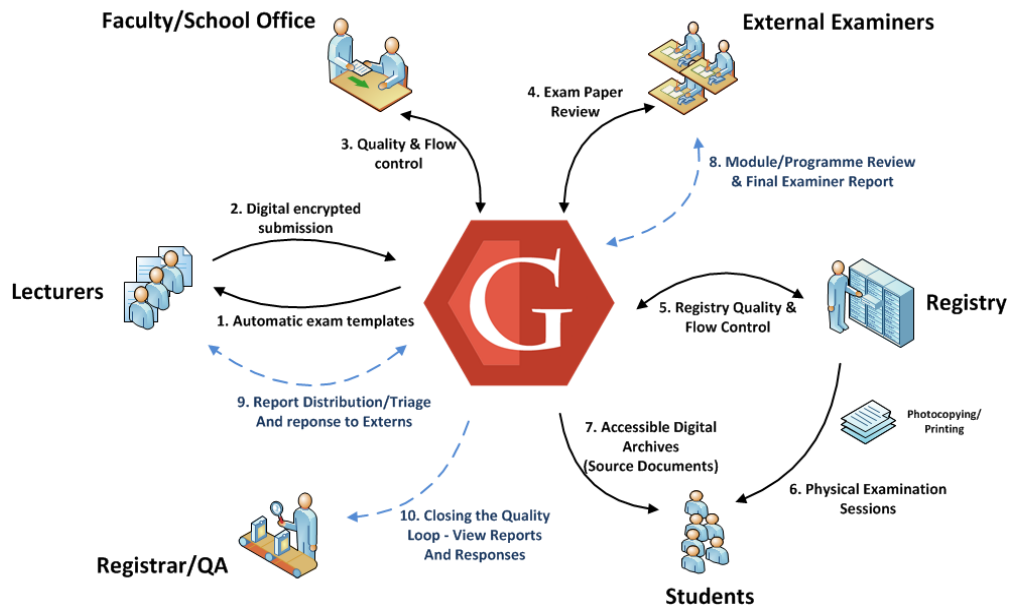 Faculty/School Office
External Examiners
4. Exam Paper
Review
3. Quality & Flow
control
8. Module/Programme Review
& Final Examiner Report
2. Digital encrypted
submission
Lecturers
G
1. Automatic exam templates
5. Registry Quality &
Flow Control
Registry
9. Report Distribution/Triage
And reponse to Externs
7. Accessible Digital
Archives
(Source Documents)
Photocopying/
Printing
6. Physical Examination
Sessions
10. Closing the Quality
Loop - View Reports
And Responses
Registrar/QA
Students